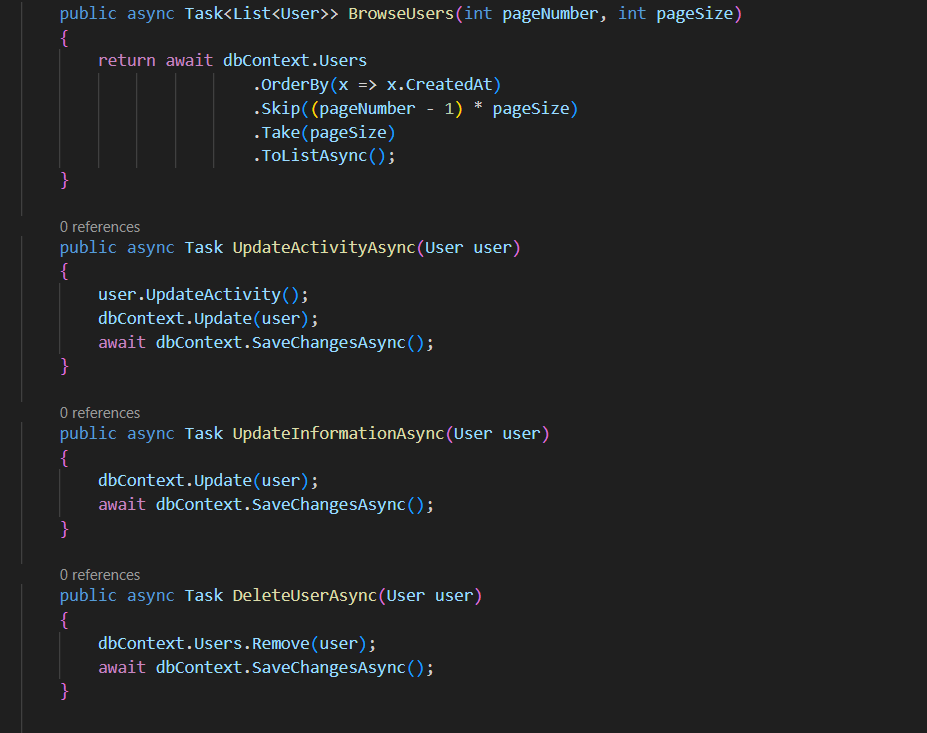 public async Task<List<User>> BrowseUsers(int pageNumber, int pageSize)
{
return await dbContext.Users
.OrderBy(x => x.CreatedAt)
.Skip((pageNumber - 1) * pageSize)
.Take(pageSize)
.ToListAsync();
}
0 references
public async Task UpdateActivityAsync(User user)
{
user.UpdateActivity();
dbContext.Update(user);
await dbContext.SaveChangesAsync();
}
0 references
public async Task UpdateInformationAsync(User user)
{
dbContext.Update(user);
await dbContext.SaveChangesAsync();
}
0 references
public async Task DeleteUserAsync(User user)
{
dbContext.Users.Remove(user);
await dbContext.SaveChangesAsync();
}